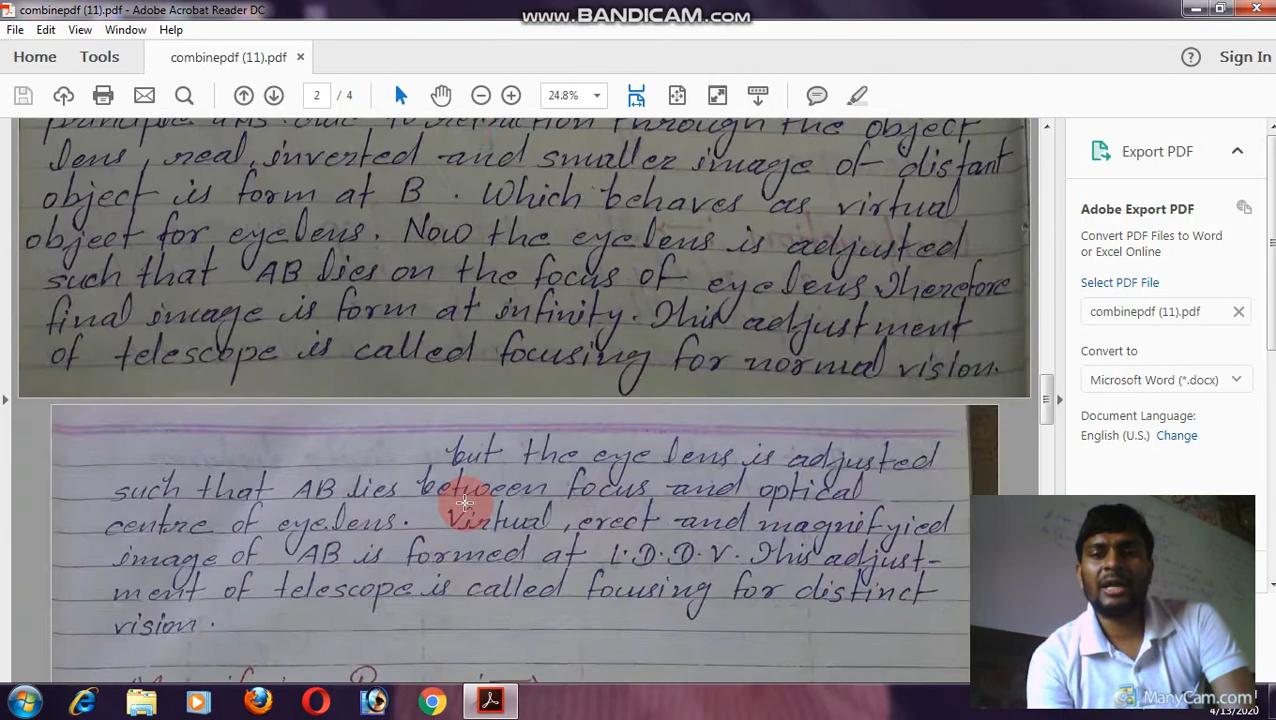 combinepdf (11).pdf - Adobe Acrobat Reader DC
www.BANDICAM.com
File Edit View Window Help
Home Tools combinepdf (11).pdf × Sign In
2 / 4 24.8%
principle through the object
lens, real, inverted and smaller image of distant
object is form at B. Which behaves as virtual
object for eyelens. Now the eyelens is adjusted
such that AB lies on the focus of eyelens Therefore
final image is form at infinity. This adjustment
of telescope is called focusing for normal vision.
but the eye lens is adjusted
such that AB lies between focus and optical
centre of eyelens. Virtual, erect and magnifyied
image of AB is formed at L.D.D.V. This adjust-
ment of telescope is called focusing for distinct
vision.
Export PDF
Adobe Export PDF
Convert PDF Files to Word
or Excel Online
Select PDF File
combinepdf (11).pdf
Convert to
Microsoft Word (*.docx)
Document Language:
English (U.S.) Change
ManyCam.com
4/13/2020